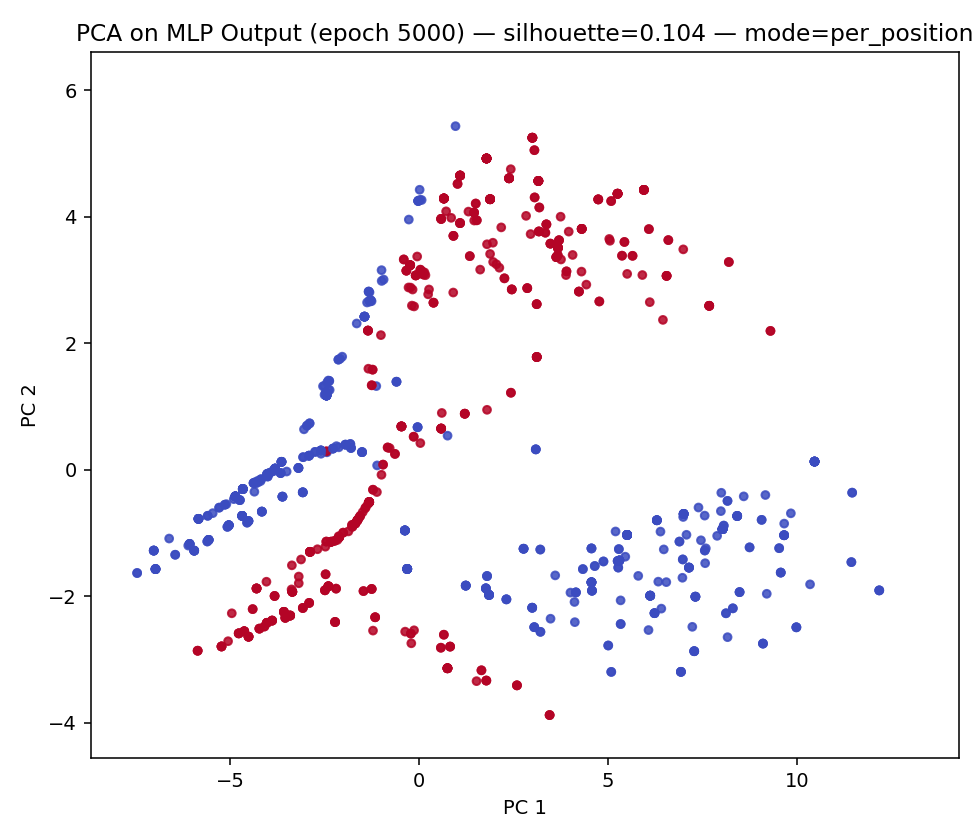 PCA on MLP Output (epoch 5000) — silhouette=0.104 — mode=per_position
6
4
2
0
−2
−4
PC 2
−5 0 5 10
PC 1